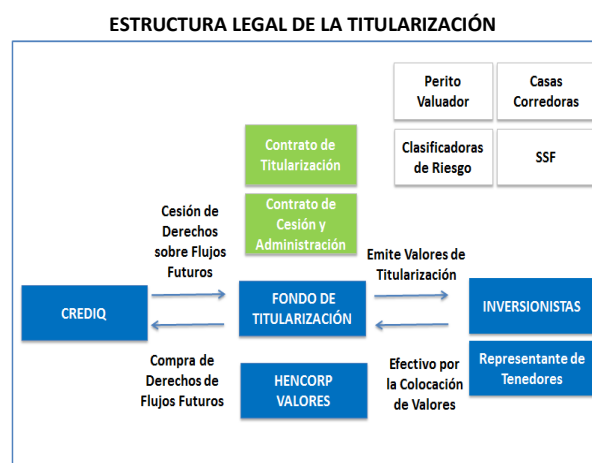 ESTRUCTURA LEGAL DE LA TITULARIZACIÓN
Perito
Valuador
Casas
Corredoras
Contrato de
Titularización
Clasificadoras
de Riesgo
SSF
Contrato de
Cesión y
Administración
Cesión de
Derechos
sobre Flujos
Futuros
Emite Valores de
Titularización
CREDIQ
FONDO DE
TITULARIZACIÓN
INVERSIONISTAS
Compra de
Derechos de
Flujos Futuros
HENCORP
VALORES
Efectivo por
la Colocación
de Valores
Representante de
Tenedores